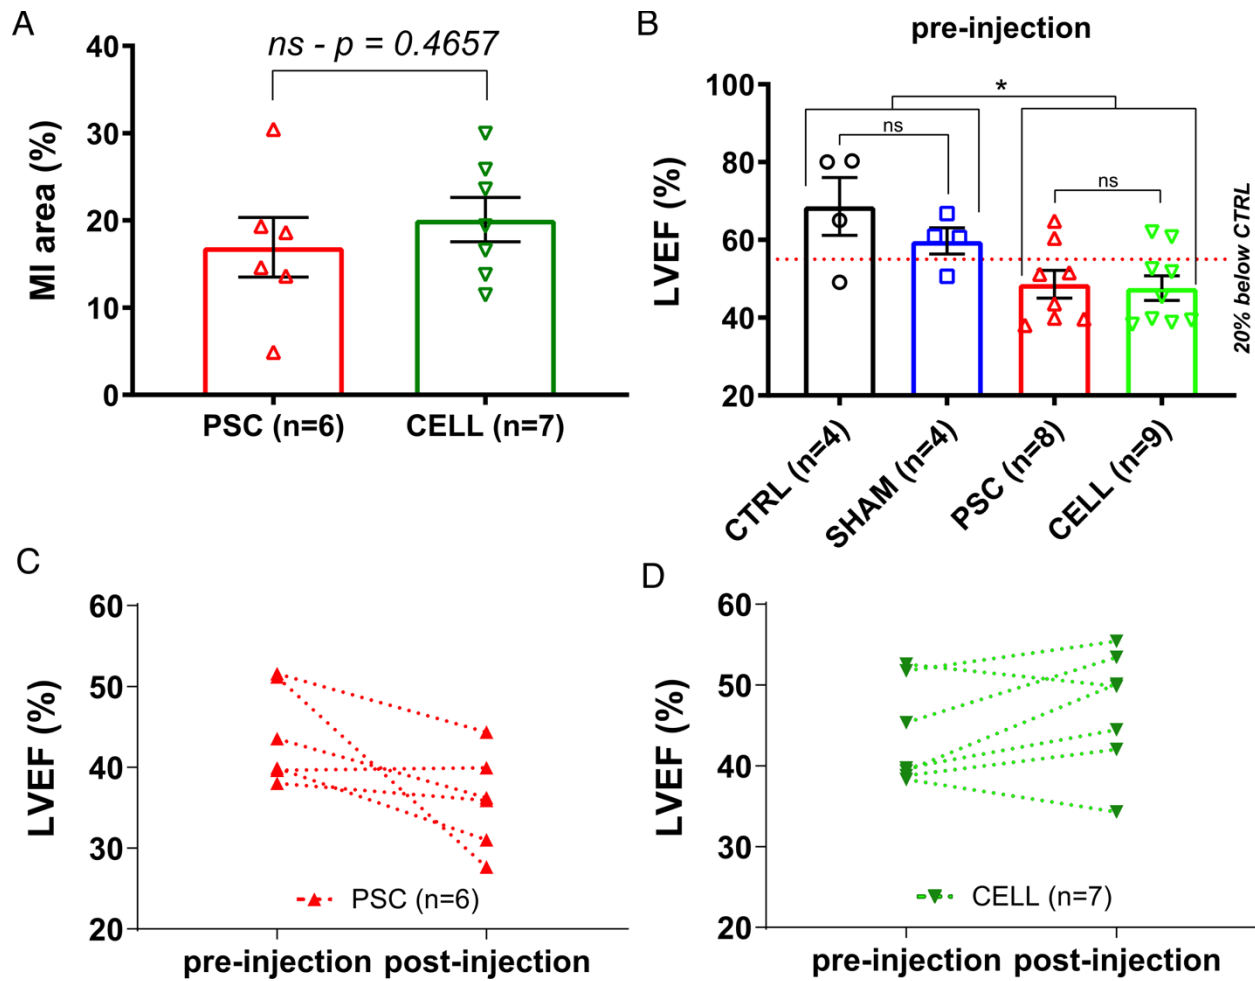 A
ns - p = 0.4657
MI area (%)
40
30
20
10
0
PSC (n=6)
CELL (n=7)
B
pre-injection
LVEF (%)
100
80
60
40
20
*
ns
ns
20% below CTRL
CTRL (n=4)
SHAM (n=4)
PSC (n=8)
CELL (n=9)
C
LVEF (%)
60
50
40
30
20
PSC (n=6)
pre-injection
post-injection
D
LVEF (%)
60
50
40
30
20
CELL (n=7)
pre-injection
post-injection